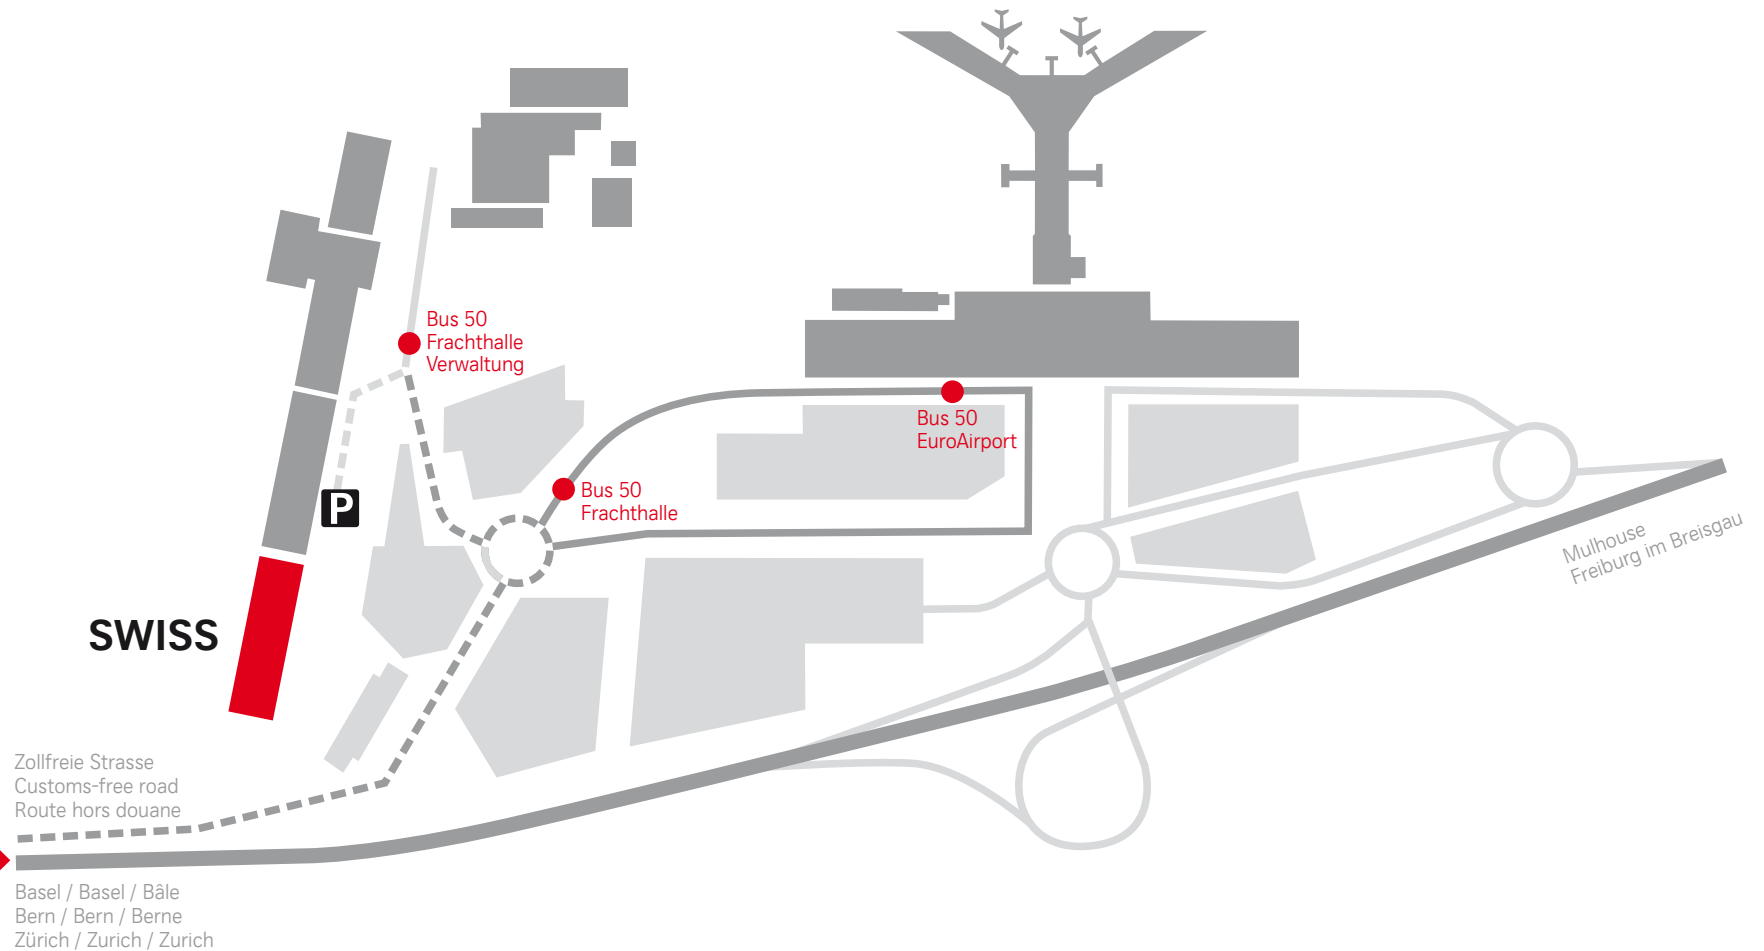 Bus 50
Frachthalle
Verwaltung
Bus 50
EuroAirport
Bus 50
Frachthalle
P
Mulhouse
Freiburg im Breisgau
SWISS
Zollfreie Strasse
Customs-free road
Route hors douane
Basel / Basel / Bâle
Bern / Bern / Berne
Zürich / Zurich / Zurich